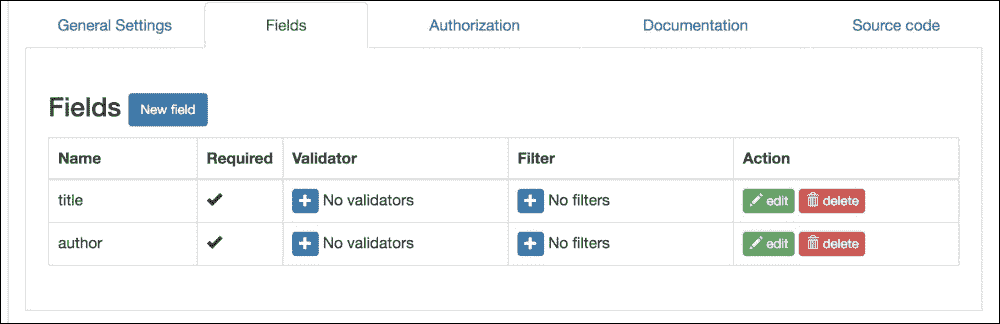 General Settings Fields Authorization Documentation Source code
Fields New field
Name Required Validator Filter Action
title No validators No filters edit delete
author No validators No filters edit delete